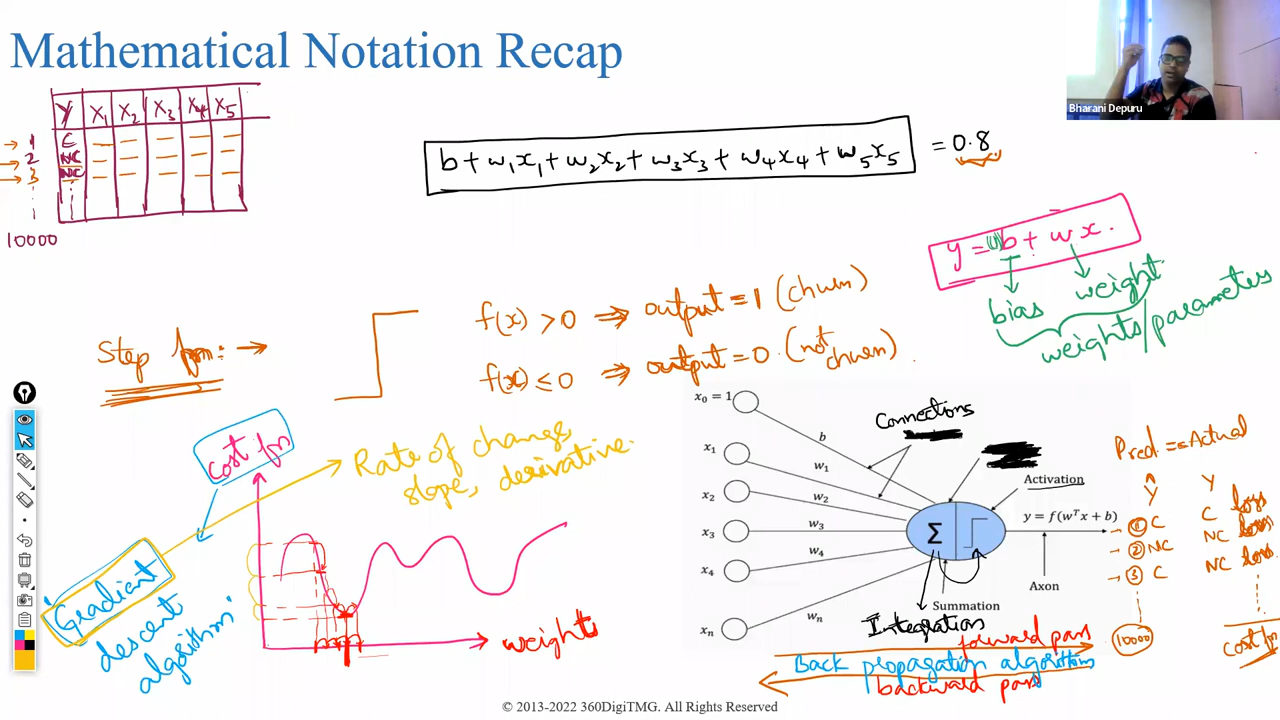 Mathematical Notation Recap
Bharani Depuru
Y X₁ X₂ X₃ X₄ X₅
1 C
2 NC
3 NC
10000
b + w₁x₁ + w₂x₂ + w₃x₃ + w₄x₄ + w₅x₅ = 0.8
y = b + wx.
bias weight
weights/parameters
Step fn: →
f(x) > 0 ⇒ output = 1 (churn)
f(x) ≤ 0 ⇒ output = 0. (not churn).
cost fn
Rate of change,
slope, derivative.
"Gradiant
descent
algorithm"
weights
x₀ = 1
x₁
x₂
x₃
x₄
xₙ
b
w₁
w₂
w₃
w₄
wₙ
Connections
Σ
Activation
y = f(wᵀx + b)
Axon
Summation
Integration
forward pass
Back propagation algorithm
backward pass
Pred == Actual
ŷ Y
1 C C loss
2 NC NC loss
3 C NC loss
10000
cost fn
© 2013-2022 360DigiTMG. All Rights Reserved